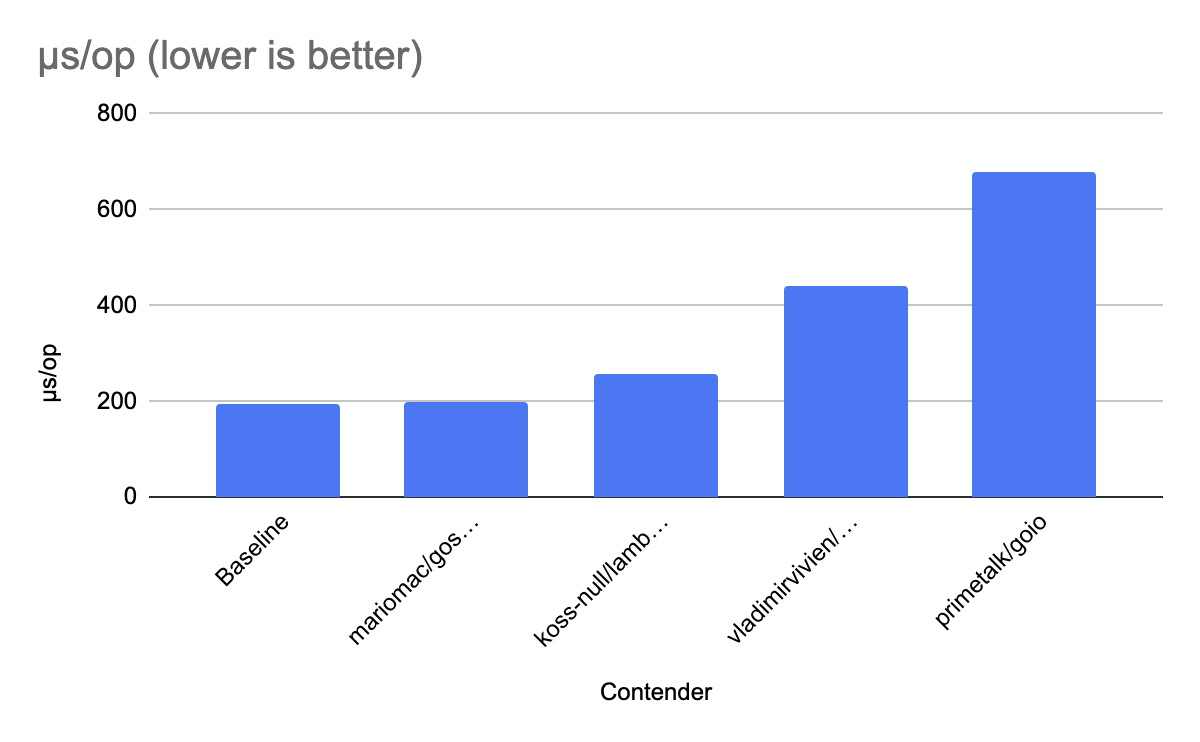 µs/op (lower is better)
800
600
400
200
0
µs/op
Baseline
mariomac/gos…
koss-null/lamb…
vladimirvivien/…
primetalk/goio
Contender